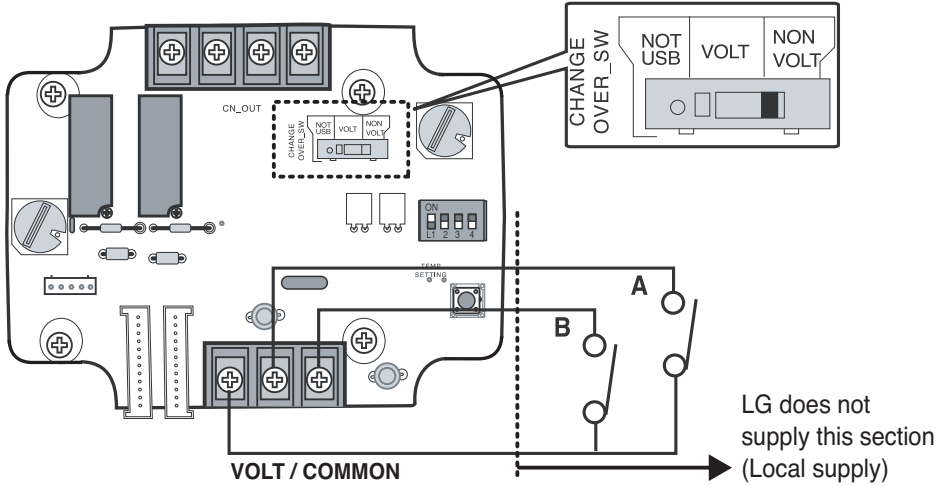 CN_OUT
CHANGE
OVER_SW
NOT
USB
VOLT
NON
VOLT
CHANGE
OVER_SW
NOT
USB
VOLT
NON
VOLT
ON
L1 2 3 4
TEMP
SETTING
A
B
VOLT / COMMON
LG does not
supply this section
(Local supply)